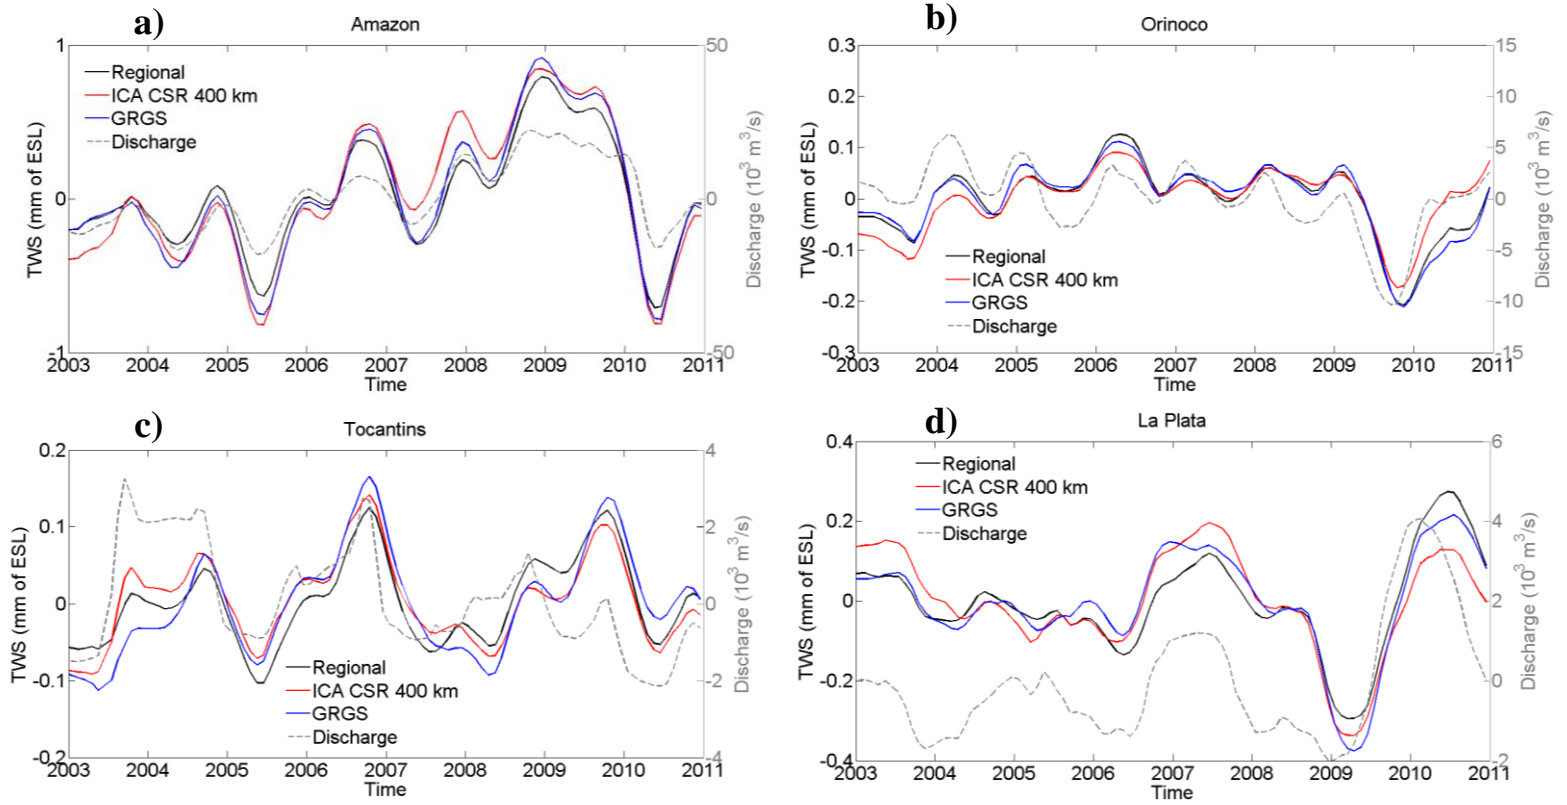 a)
Amazon
1
0
-1
TWS (mm of ESL)
Regional
ICA CSR 400 km
GRGS
Discharge
50
0
-50
Discharge (10³ m³/s)
2003 2004 2005 2006 2007 2008 2009 2010 2011
Time
b)
Orinoco
0.3
0.2
0.1
0
-0.1
-0.2
-0.3
TWS (mm of ESL)
Regional
ICA CSR 400 km
GRGS
Discharge
15
10
5
0
-5
-10
-15
Discharge (10³ m³/s)
2003 2004 2005 2006 2007 2008 2009 2010 2011
Time
c)
Tocantins
0.2
0.1
0
-0.1
-0.2
TWS (mm of ESL)
Regional
ICA CSR 400 km
GRGS
Discharge
4
2
0
-2
-4
Discharge (10³ m³/s)
2003 2004 2005 2006 2007 2008 2009 2010 2011
Time
d)
La Plata
0.4
0.2
0
-0.2
-0.4
TWS (mm of ESL)
Regional
ICA CSR 400 km
GRGS
Discharge
6
4
2
0
-2
Discharge (10³ m³/s)
2003 2004 2005 2006 2007 2008 2009 2010 2011
Time